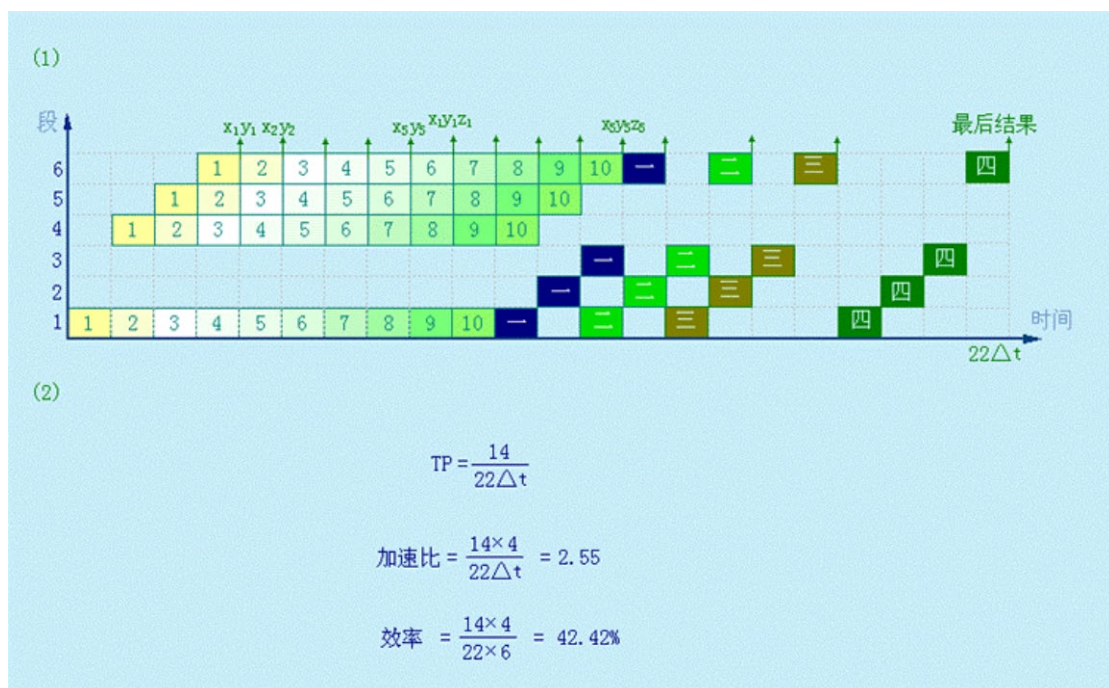 (1)
段
x₁y₁ x₂y₂ x₅y₅ x₁y₁z₁ x₅y₅z₅ 最后结果
6 1 2 3 4 5 6 7 8 9 10 一 二 三 四
5 1 2 3 4 5 6 7 8 9 10
4 1 2 3 4 5 6 7 8 9 10
3 一 二 三 四
2 一 二 三 四
1 1 2 3 4 5 6 7 8 9 10 一 二 三 四 时间
22△t
(2)
TP = 14 / 22△t
加速比 = 14×4 / 22△t = 2.55
效率 = 14×4 / 22×6 = 42.42%